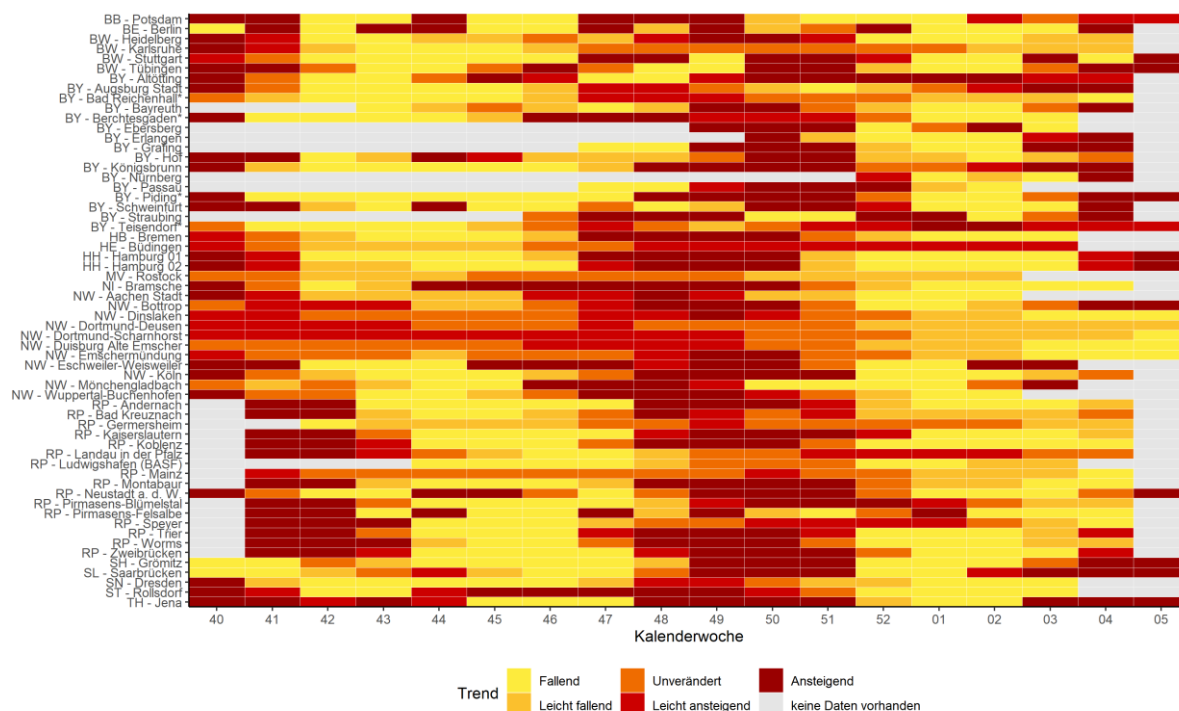 BB - Potsdam
BE - Berlin
BW - Heidelberg
BW - Karlsruhe
BW - Stuttgart
BW - Tübingen
BY - Altötting
BY - Augsburg Stadt
BY - Bad Reichenhall*
BY - Bayreuth
BY - Berchtesgaden*
BY - Ebersberg
BY - Erlangen
BY - Grafing
BY - Hof
BY - Königsbrunn
BY - Nürnberg
BY - Passau
BY - Piding*
BY - Schweinfurt
BY - Straubing
BY - Teisendorf*
HB - Bremen
HE - Büdingen
HH - Hamburg 01
HH - Hamburg 02
MV - Rostock
NI - Bramsche
NW - Aachen Stadt
NW - Bottrop
NW - Dinslaken
NW - Dortmund-Deusen
NW - Dortmund-Scharnhorst
NW - Duisburg Alte Emscher
NW - Emschermündung
NW - Eschweiler-Weisweiler
NW - Köln
NW - Mönchengladbach
NW - Wuppertal-Buchenhofen
RP - Andernach
RP - Bad Kreuznach
RP - Germersheim
RP - Kaiserslautern
RP - Koblenz
RP - Landau in der Pfalz
RP - Ludwigshafen (BASF)
RP - Mainz
RP - Montabaur
RP - Neustadt a. d. W.
RP - Pirmasens-Blümelstal
RP - Pirmasens-Felsalbe
RP - Speyer
RP - Trier
RP - Worms
RP - Zweibrücken
SH - Grömitz
SL - Saarbrücken
SN - Dresden
ST - Rollsdorf
TH - Jena
40 41 42 43 44 45 46 47 48 49 50 51 52 01 02 03 04 05
Kalenderwoche
Trend
Fallend Unverändert Ansteigend
Leicht fallend Leicht ansteigend keine Daten vorhanden